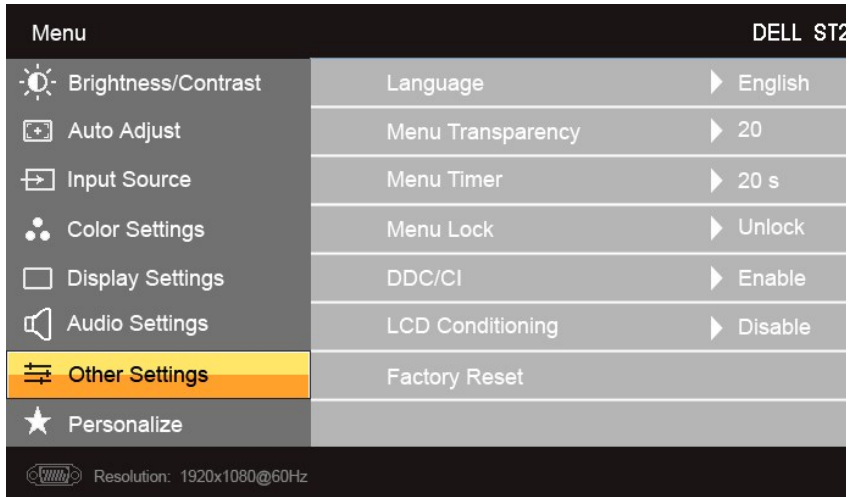 Menu DELL ST2
Brightness/Contrast Language English
Auto Adjust Menu Transparency 20
Input Source Menu Timer 20 s
Color Settings Menu Lock Unlock
Display Settings DDC/CI Enable
Audio Settings LCD Conditioning Disable
Other Settings Factory Reset
Personalize
Resolution: 1920x1080@60Hz